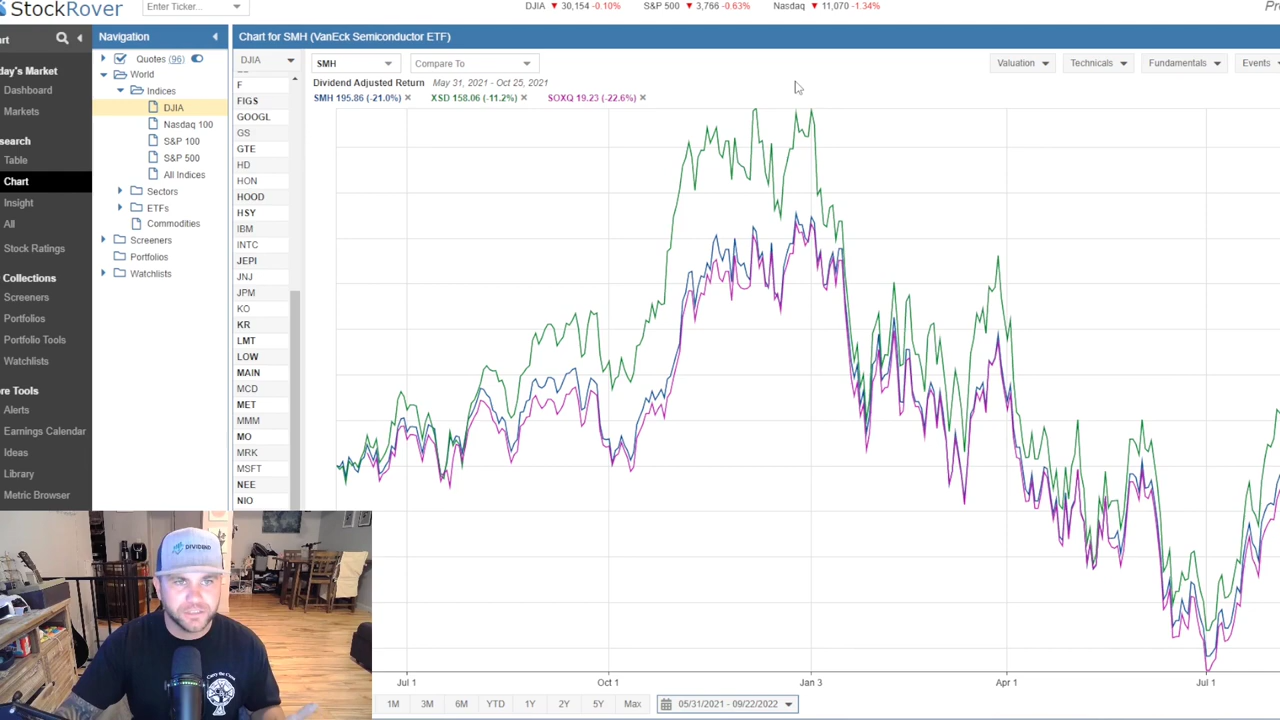 StockRover
Enter Ticker...
DJIA ▼ 30,154 -0.10% S&P 500 ▼ 3,766 -0.63% Nasdaq ▼ 11,070 -1.34%
Navigation
Chart for SMH (VanEck Semiconductor ETF)
Quotes (96)
World
Indices
DJIA
Nasdaq 100
S&P 100
S&P 500
All Indices
Sectors
ETFs
Commodities
Screeners
Portfolios
Watchlists
Dashboard
Markets
Table
Chart
Insight
All
Stock Ratings
Collections
Screeners
Portfolios
Portfolio Tools
Watchlists
Tools
Alerts
Earnings Calendar
Ideas
Library
Metric Browser
DJIA
F
FIGS
GOOGL
GS
GTE
HD
HON
HOOD
HSY
IBM
INTC
JEPI
JNJ
JPM
KO
KR
LMT
LOW
MAIN
MCD
MET
MMM
MO
MRK
MSFT
NEE
NIO
SMH
Compare To
Valuation
Technicals
Fundamentals
Events
Dividend Adjusted Return May 31, 2021 - Oct 25, 2021
SMH 195.86 (-21.0%) × XSD 158.06 (-11.2%) × SOXQ 19.23 (-22.6%) ×
Jul 1 Oct 1 Jan 3 Apr 1 Jul 1
1M 3M 6M YTD 1Y 2Y 5Y Max 05/31/2021 - 09/22/2022
DIVIDEND